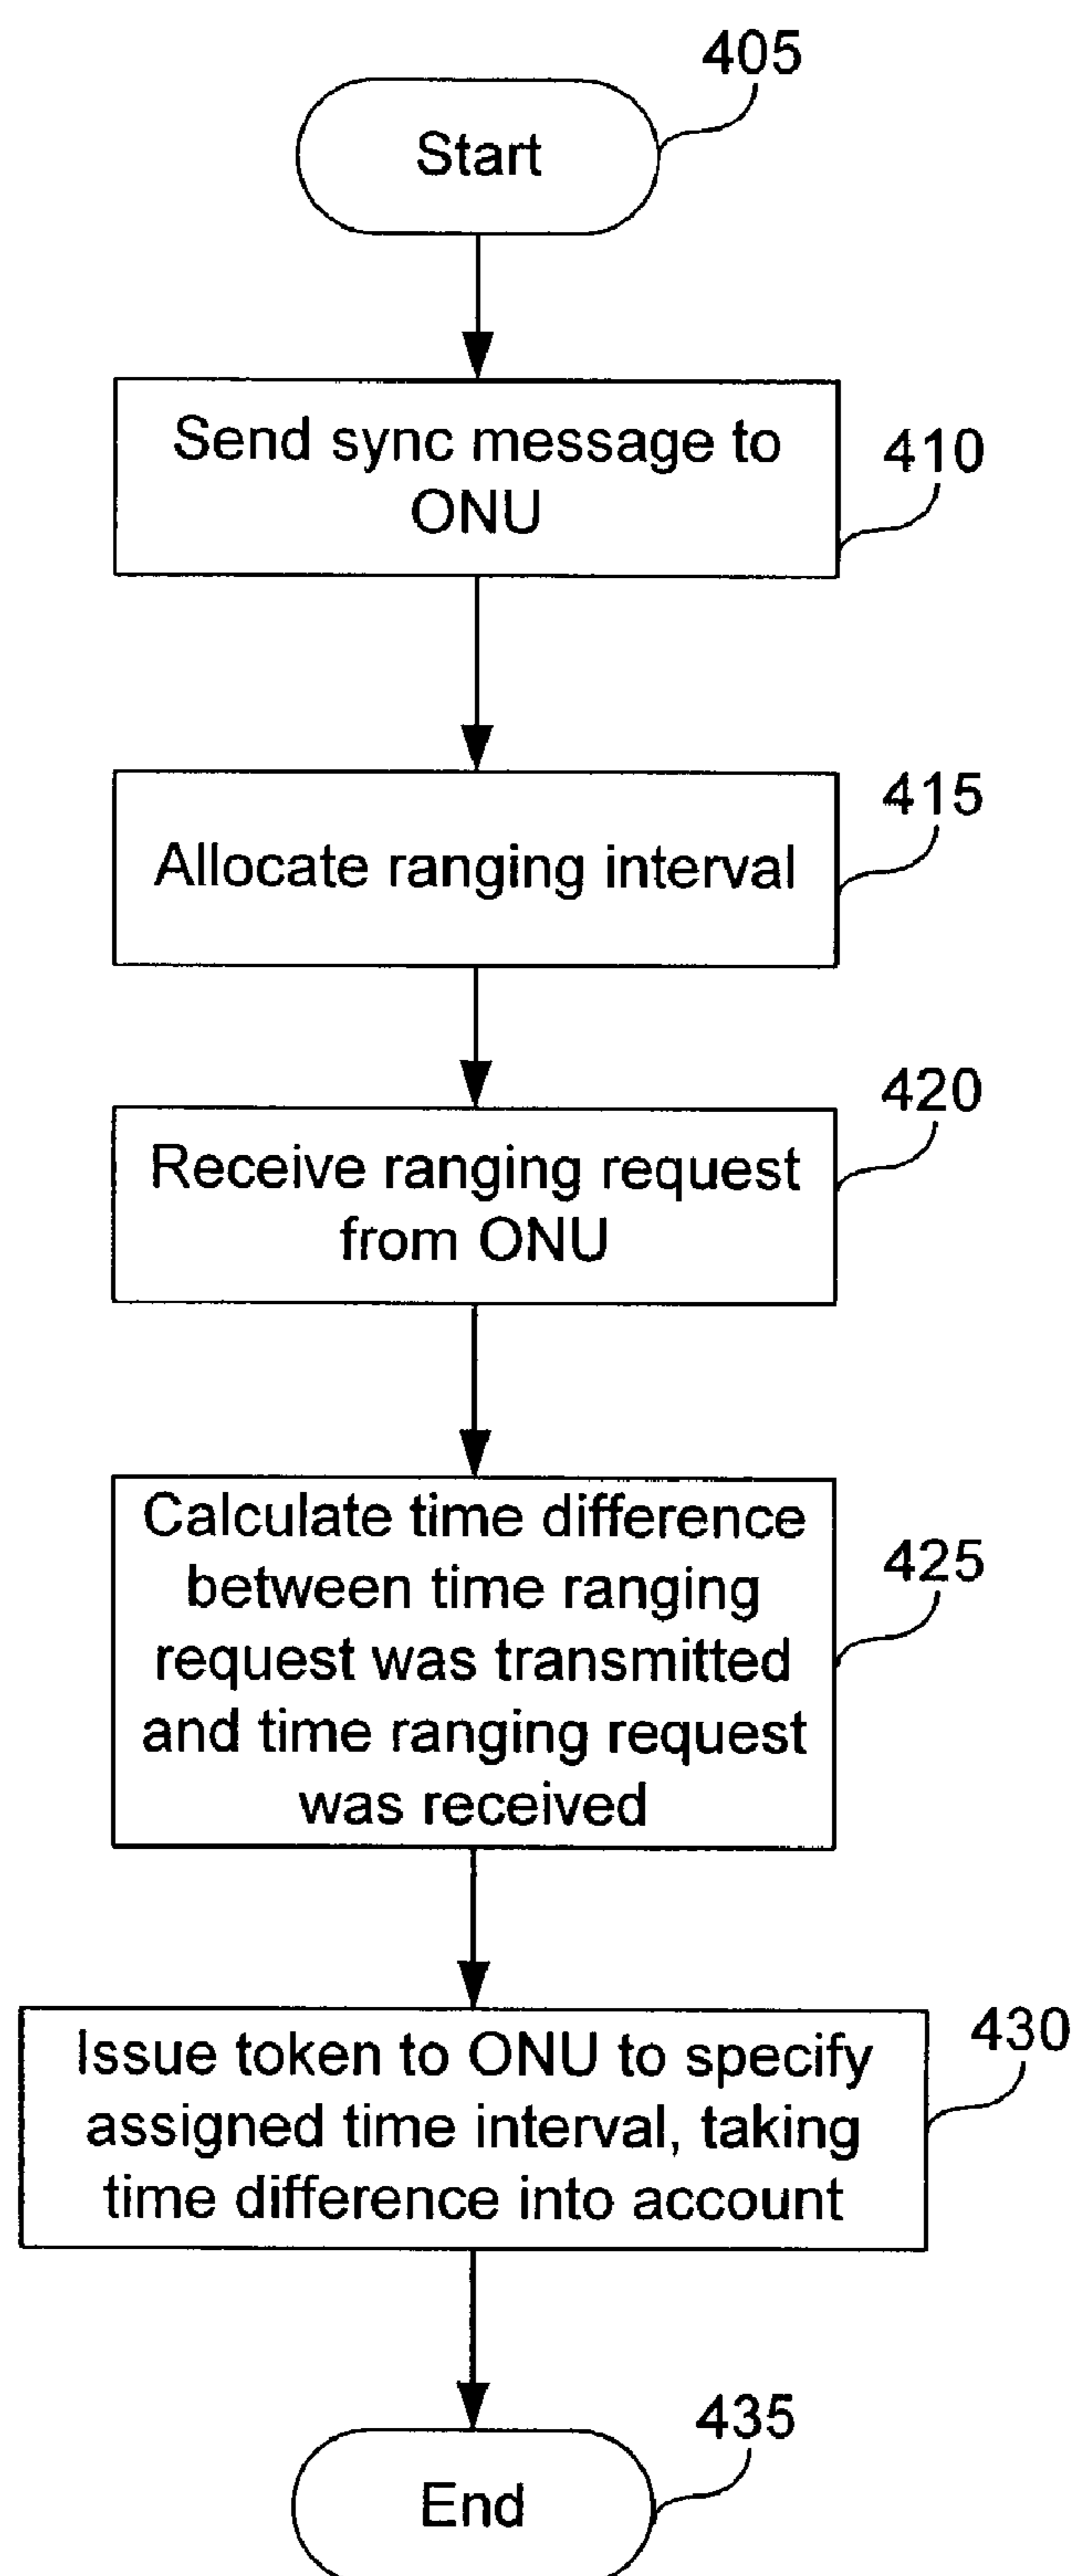 405
Start
Send sync message to
ONU
410
415
Allocate ranging interval
420
Receive ranging request
from ONU
Calculate time difference
between time ranging
request was transmitted
and time ranging request
was received
425
Issue token to ONU to specify
assigned time interval, taking
time difference into account
430
435
End